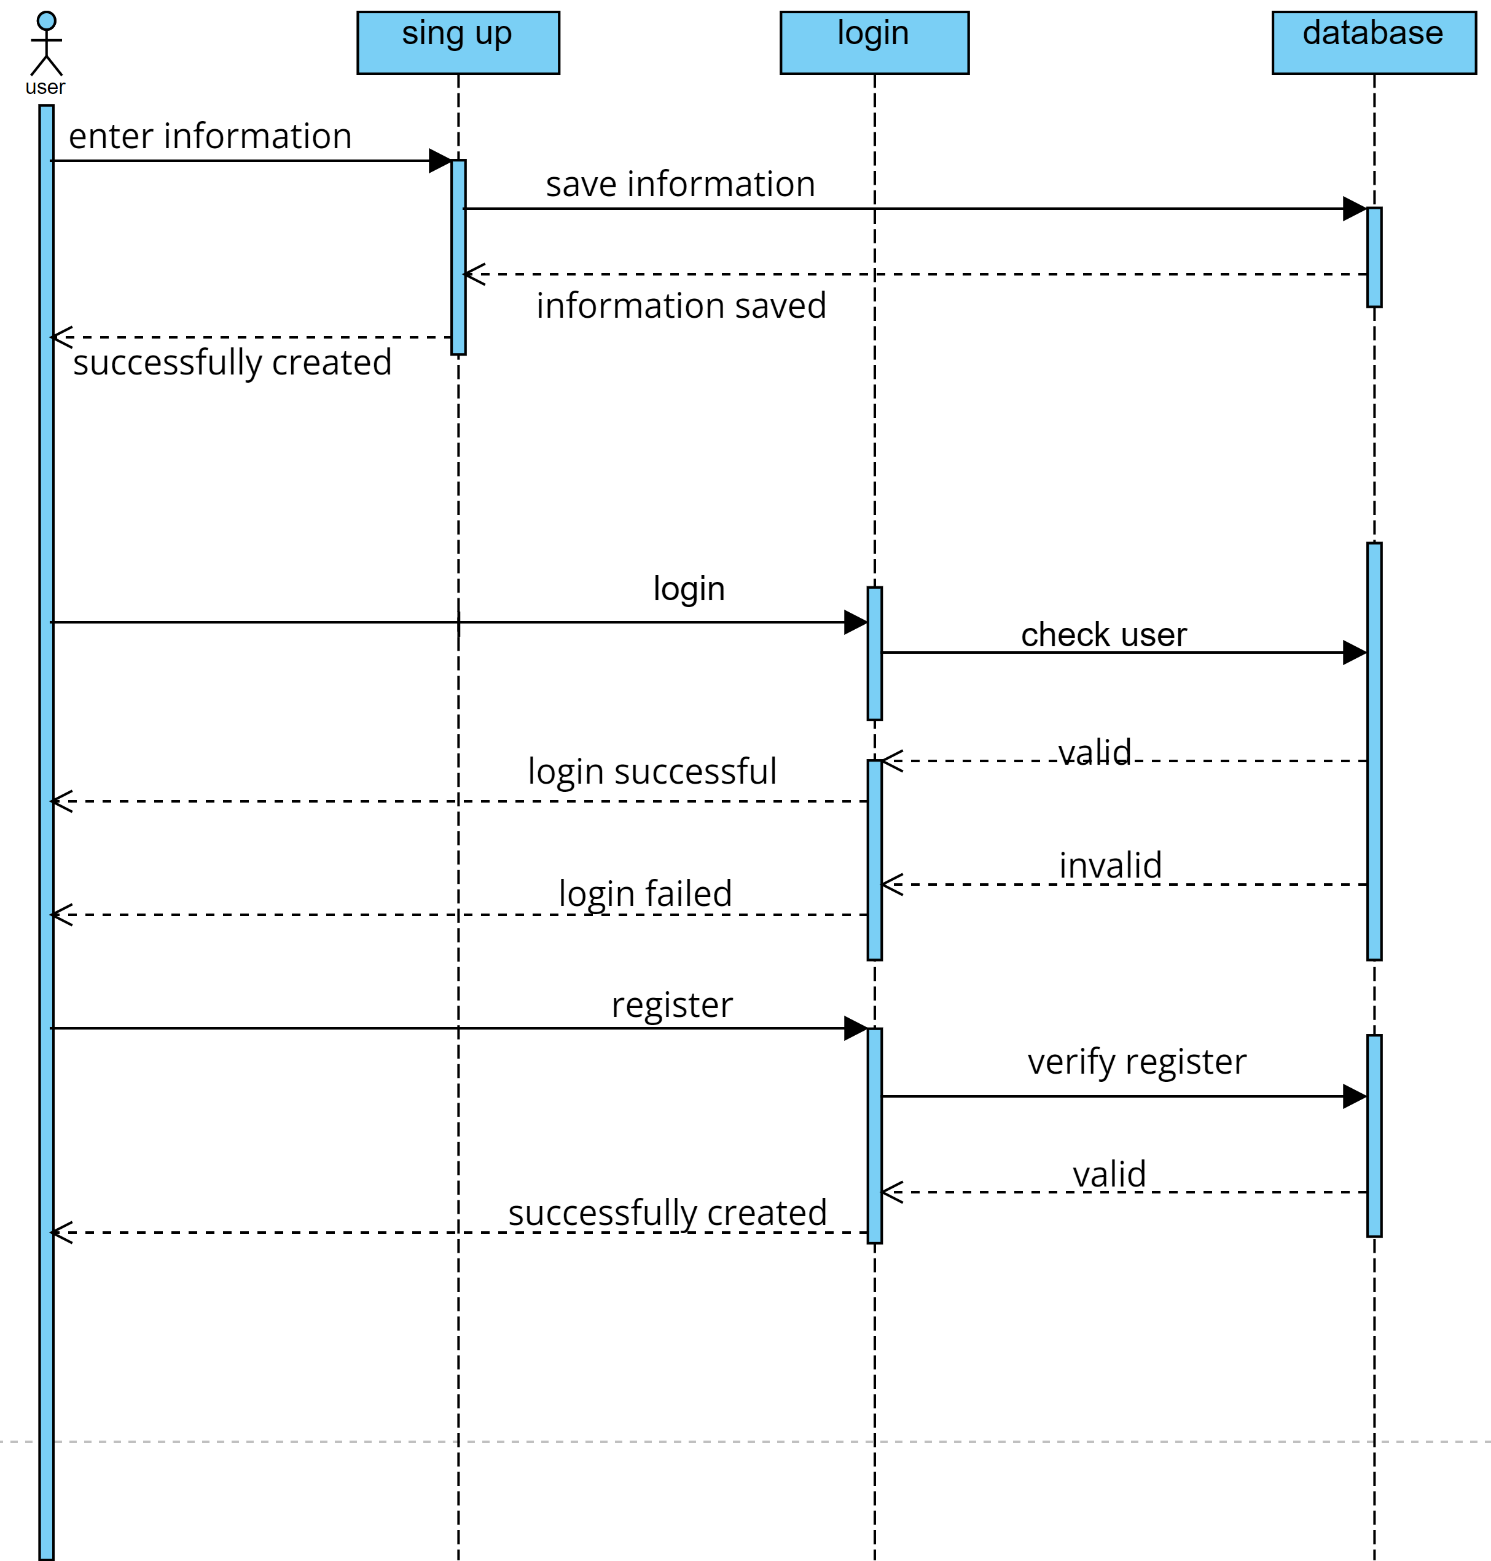 sing up
login
database
user
enter information
save information
information saved
successfully created
login
check user
valid
login successful
invalid
login failed
register
verify register
valid
successfully created